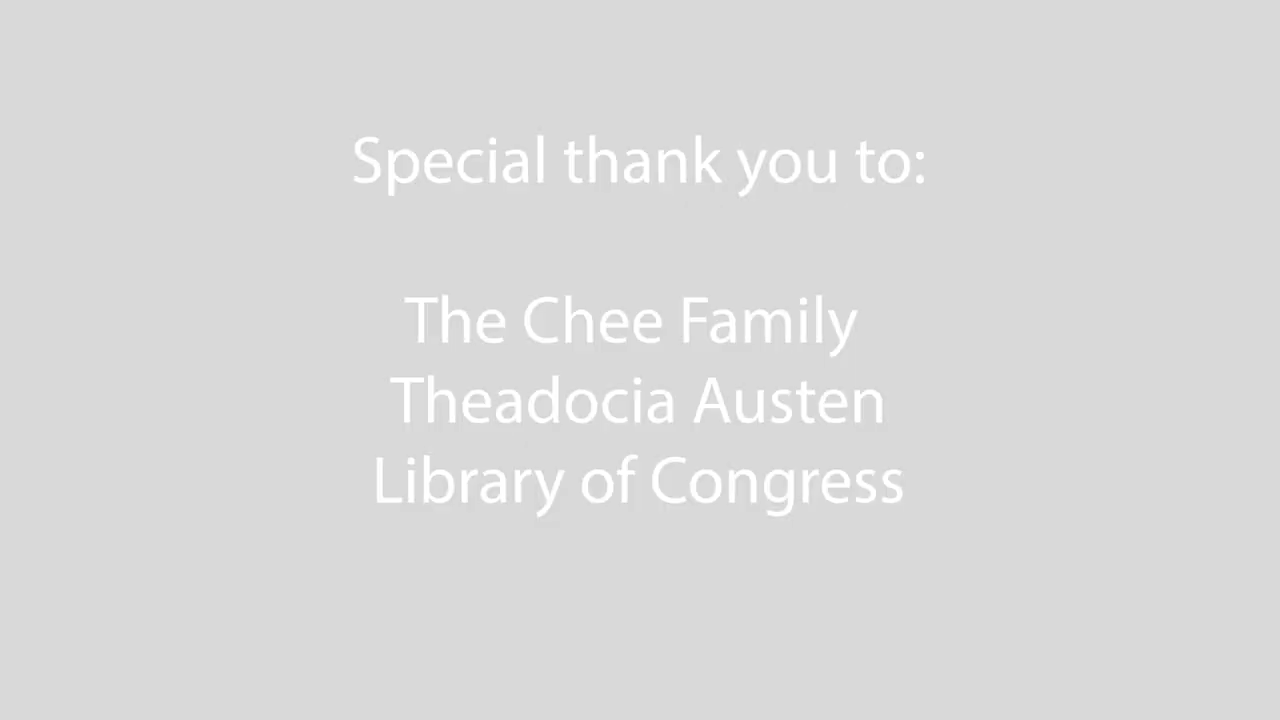 Special thank you to:
The Chee Family
Theadocia Austen
Library of Congress